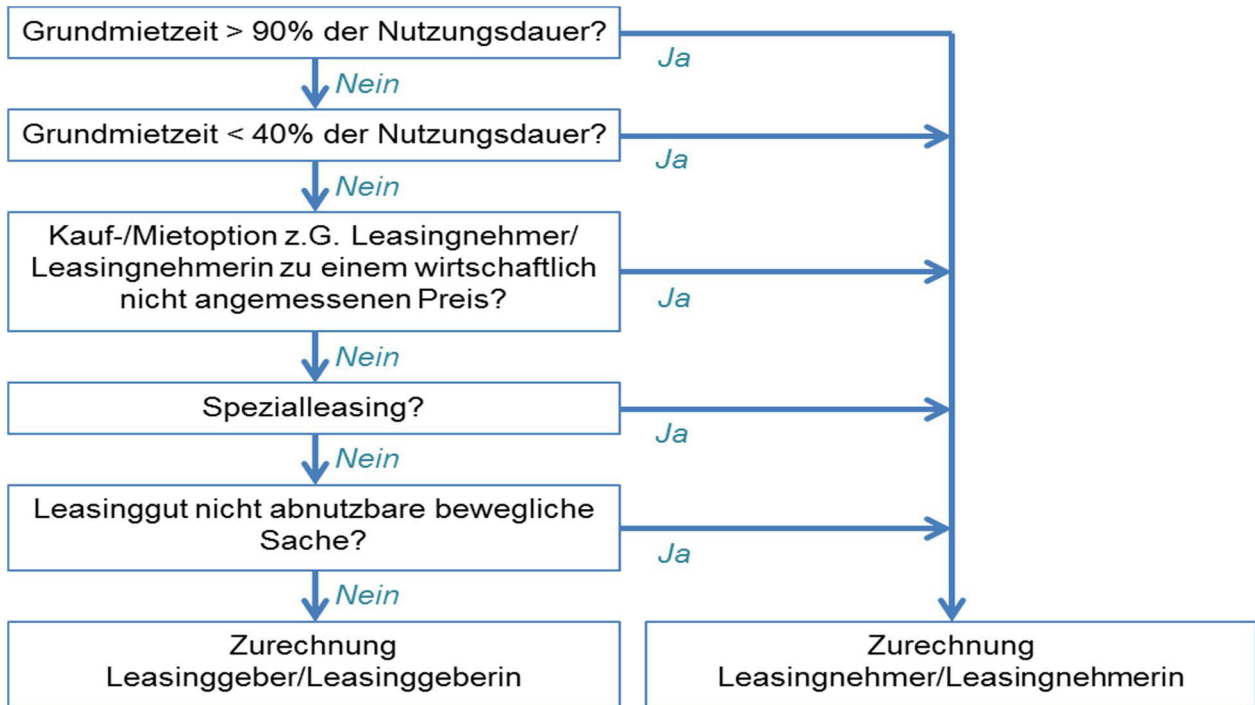 Grundmietzeit > 90% der Nutzungsdauer?
Ja
Nein
Grundmietzeit < 40% der Nutzungsdauer?
Ja
Nein
Kauf-/Mietoption z.G. Leasingnehmer/
Leasingnehmerin zu einem wirtschaftlich
nicht angemessenen Preis?
Ja
Nein
Spezialleasing?
Ja
Nein
Leasinggut nicht abnutzbare bewegliche
Sache?
Ja
Nein
Zurechnung
Leasinggeber/Leasinggeberin
Zurechnung
Leasingnehmer/Leasingnehmerin